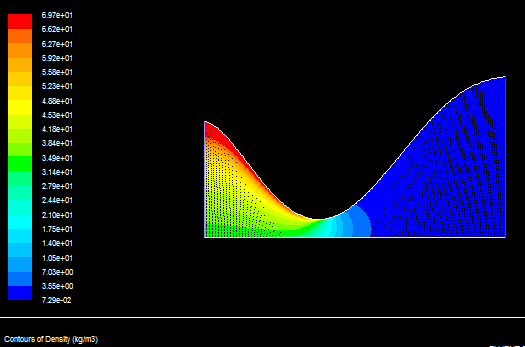 6.97e+01
6.62e+01
6.27e+01
5.92e+01
5.58e+01
5.23e+01
4.88e+01
4.53e+01
4.18e+01
3.84e+01
3.49e+01
3.14e+01
2.79e+01
2.44e+01
2.10e+01
1.75e+01
1.40e+01
1.05e+01
7.03e+00
3.55e+00
7.29e-02
Contours of Density (kg/m3)